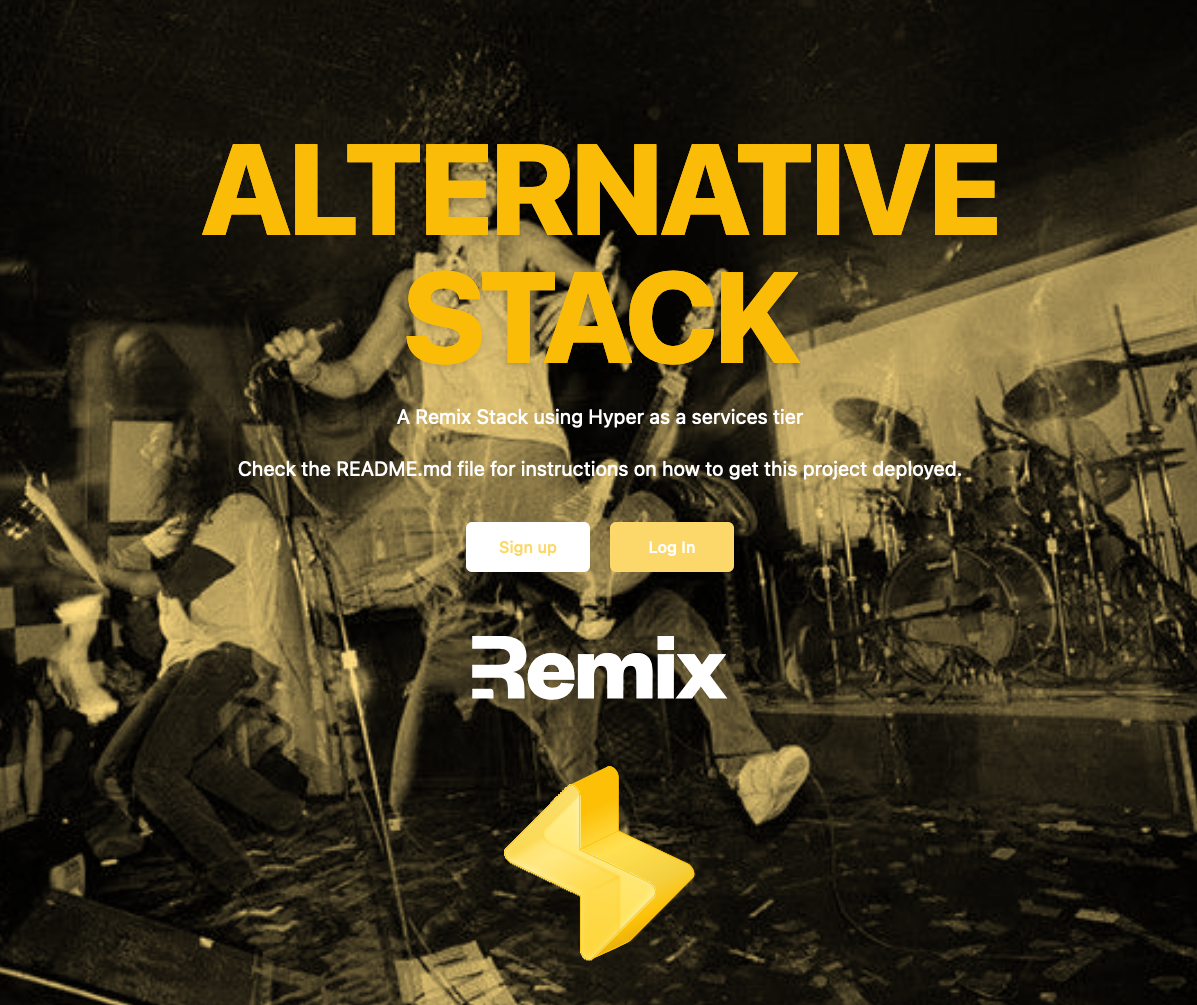 ALTERNATIVE
STACK
A Remix Stack using Hyper as a services tier
Check the README.md file for instructions on how to get this project deployed.
Sign up
Log In
Remix